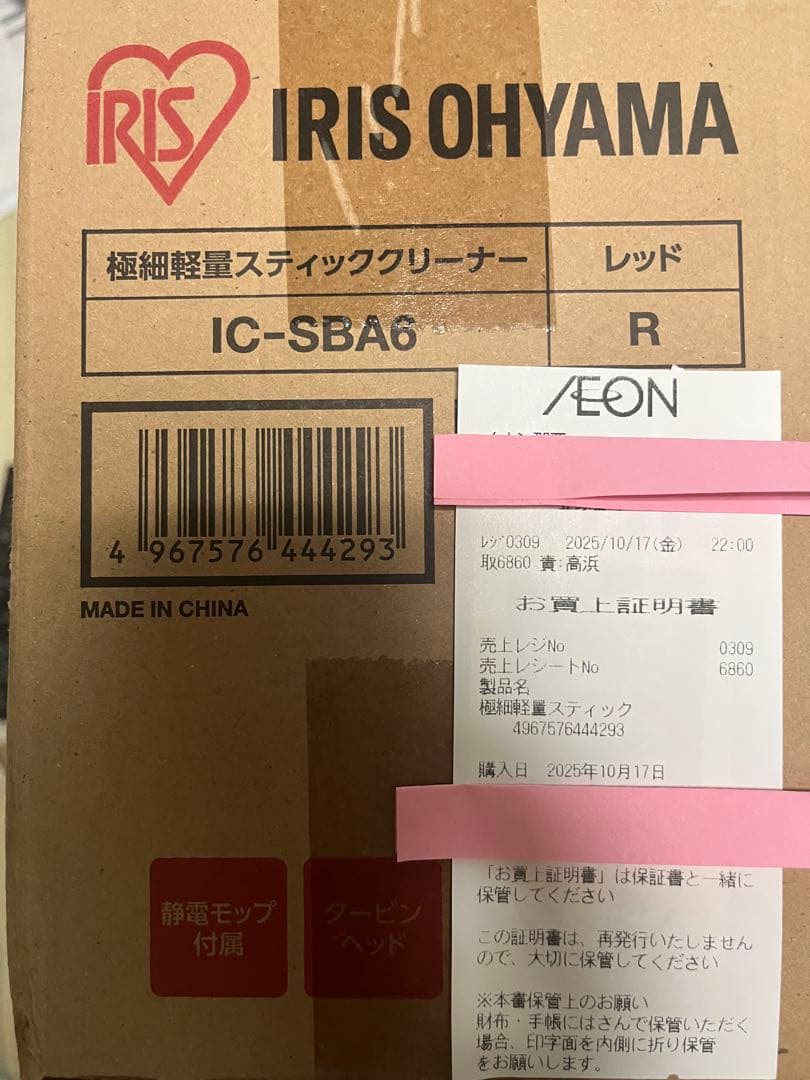 IRIS
IRIS OHYAMA
極細軽量スティッククリーナー
レッド
IC-SBA6
R
4 967576 444293
MADE IN CHINA
静電モップ
付属
タービン
ヘッド
ÆON
ﾚｼﾞ0309 2025/10/17(金) 22:00
取6860 責:高浜
お買上証明書
売上レジNo 0309
売上レシートNo 6860
製品名
極細軽量スティック
4967576444293
購入日 2025年10月17日
「お買上証明書」は保証書と一緒に
保管してください
この証明書は、再発行いたしません
ので、大切に保管してください
※本書保管上のお願い
財布・手帳にはさんで保管いただく
場合、印字面を内側に折り保管
をお願いします。